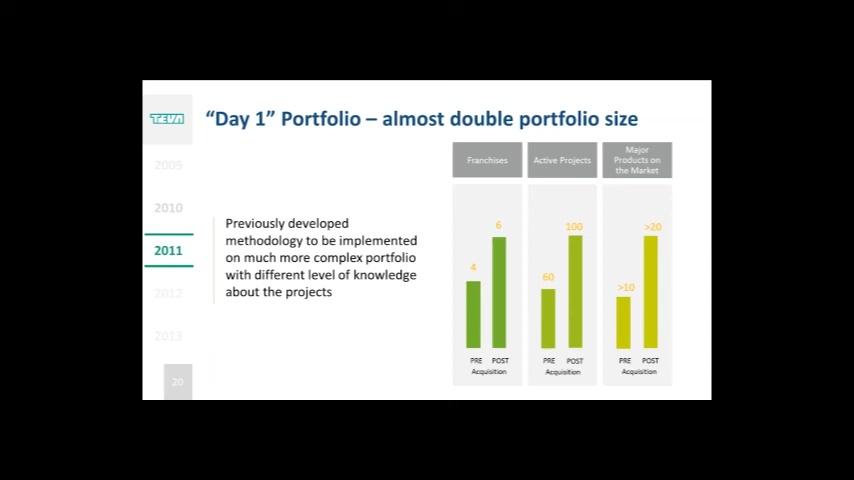 TEVA
"Day 1" Portfolio – almost double portfolio size
2009
2010
2011
2012
2013
20
Previously developed
methodology to be implemented
on much more complex portfolio
with different level of knowledge
about the projects
Franchises
4
6
PRE POST
Acquisition
Active Projects
60
100
PRE POST
Acquisition
Major
Products on
the Market
>10
>20
PRE POST
Acquisition